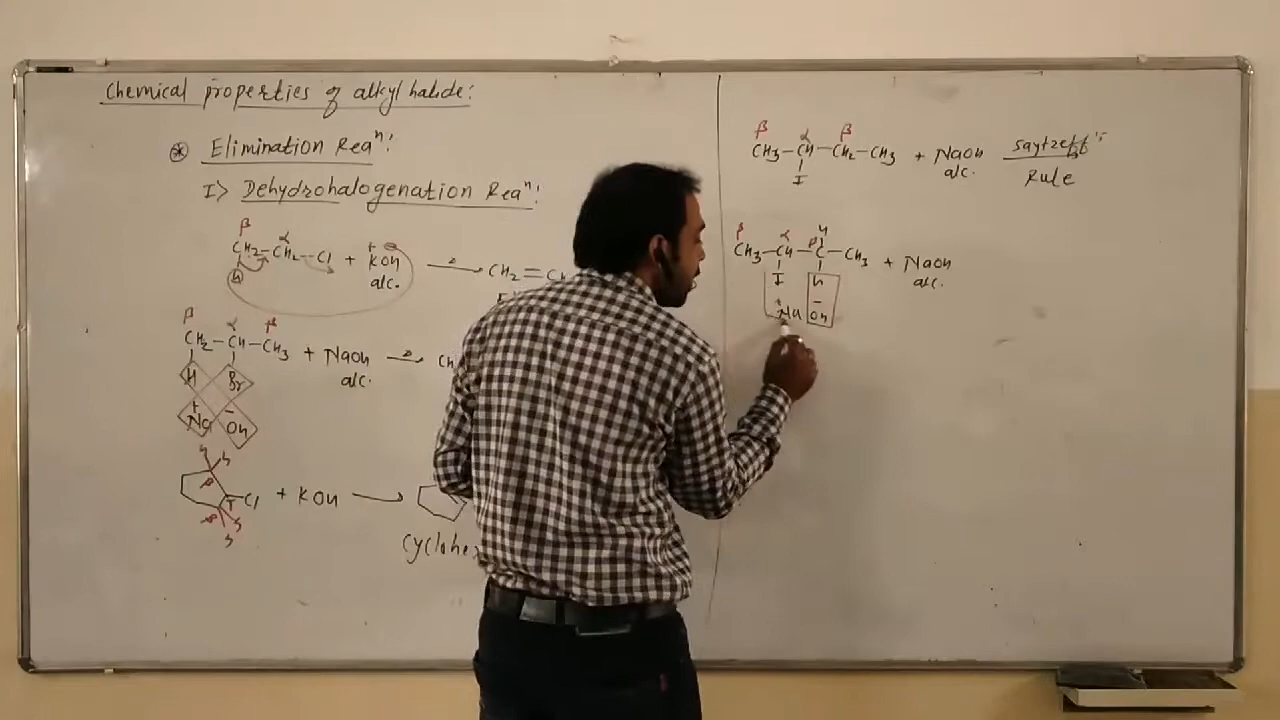 Chemical properties of alkyl halide:
* Elimination Reaⁿ:
I> Dehydrohalogenation Reaⁿ:
β
CH₂-CH₂-Cl + KOH → CH₂=CH
α
+
-
Δ
H
alc.
β α β
CH₂-CH-CH₃ + NaOH → CH
Δ
alc.
H Br
+ -
Na OH
H H
β
Cl + KOH →
β H
H
Cyclohe
β α β
CH₃-CH-CH₂-CH₃ + NaOH Saytzeff's
I alc. Rule
H
β α β
CH₃-CH-C-CH₃ + NaOH
I H alc.
+ -
Na OH